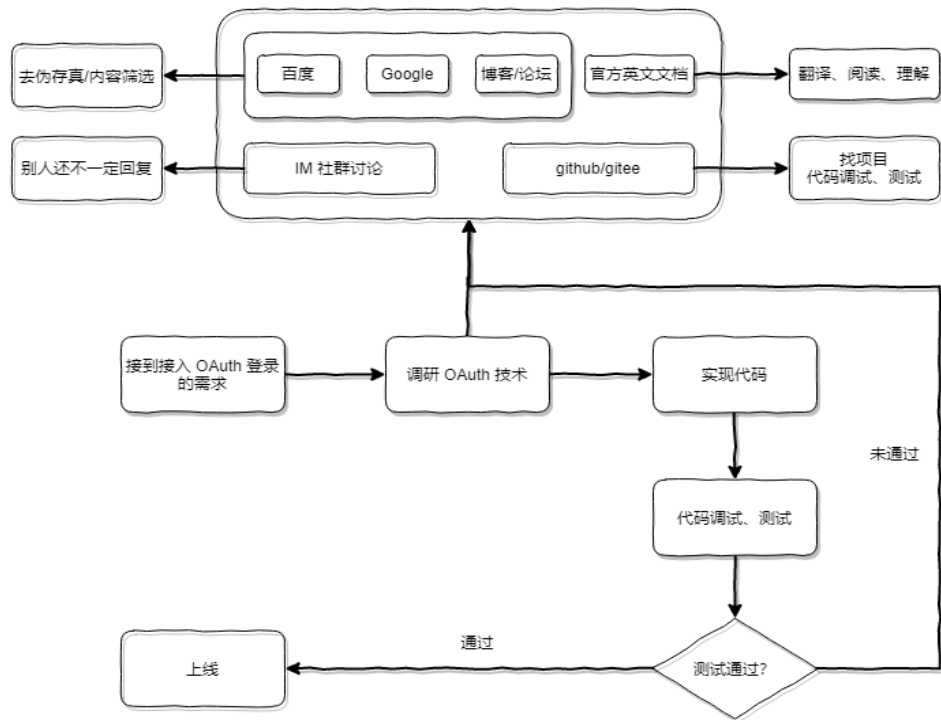 去伪存真/内容筛选
百度
Google
博客/论坛
官方英文文档
翻译、阅读、理解
别人还不一定回复
IM 社群讨论
github/gitee
找项目
代码调试、测试
接到接入 OAuth 登录
的需求
调研 OAuth 技术
实现代码
未通过
代码调试、测试
通过
上线
测试通过?